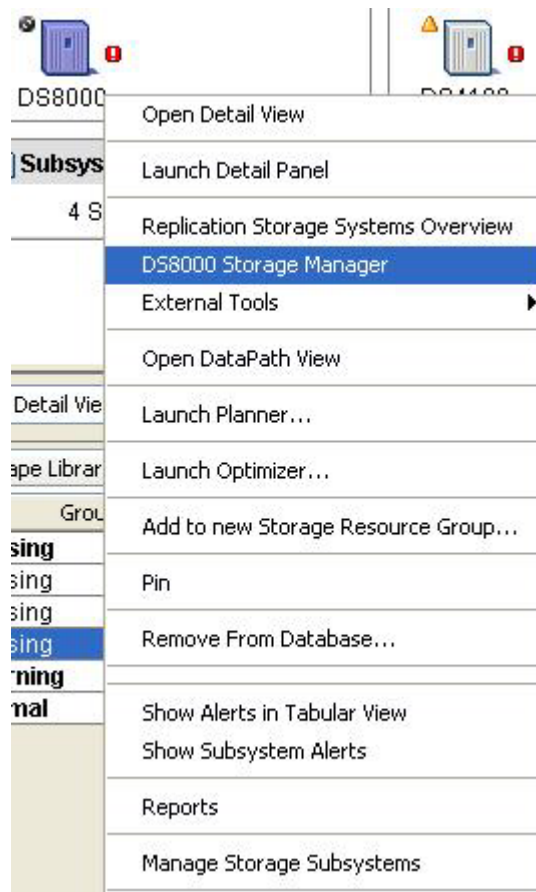 DS8000
Open Detail View
Subsys
Launch Detail Panel
4 S
Replication Storage Systems Overview
DS8000 Storage Manager
External Tools
Open DataPath View
Detail Vie
Launch Planner...
ape Librar
Launch Optimizer...
Grou
Add to new Storage Resource Group...
sing
sing
Pin
sing
sing
Remove From Database...
rning
mal
Show Alerts in Tabular View
Show Subsystem Alerts
Reports
Manage Storage Subsystems